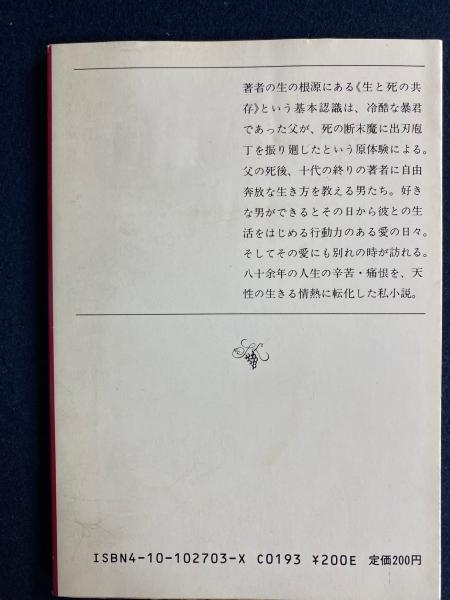 著者の生の根源にある《生と死の共
存》という基本認識は、冷酷な暴君
であった父が、死の断末魔に出刃庖
丁を振り廻したという原体験による。
父の死後、十代の終りの著者に自由
奔放な生き方を教える男たち。好き
な男ができるとその日から彼との生
活をはじめる行動力のある愛の日々。
そしてその愛にも別れの時が訪れる。
八十余年の人生の辛苦・痛恨を、天
性の生きる情熱に転化した私小説。
ISBN4-10-102703-X C0193 ¥200E 定価200円